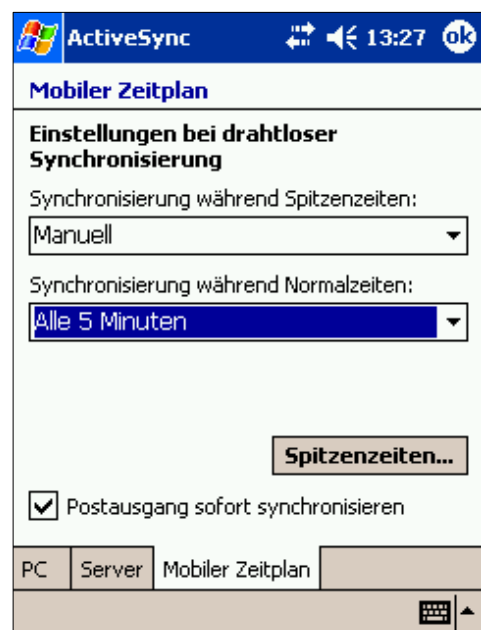 ActiveSync 13:27 ok
Mobiler Zeitplan
Einstellungen bei drahtloser
Synchronisierung
Synchronisierung während Spitzenzeiten:
Manuell
Synchronisierung während Normalzeiten:
Alle 5 Minuten
Spitzenzeiten...
Postausgang sofort synchronisieren
PC Server Mobiler Zeitplan